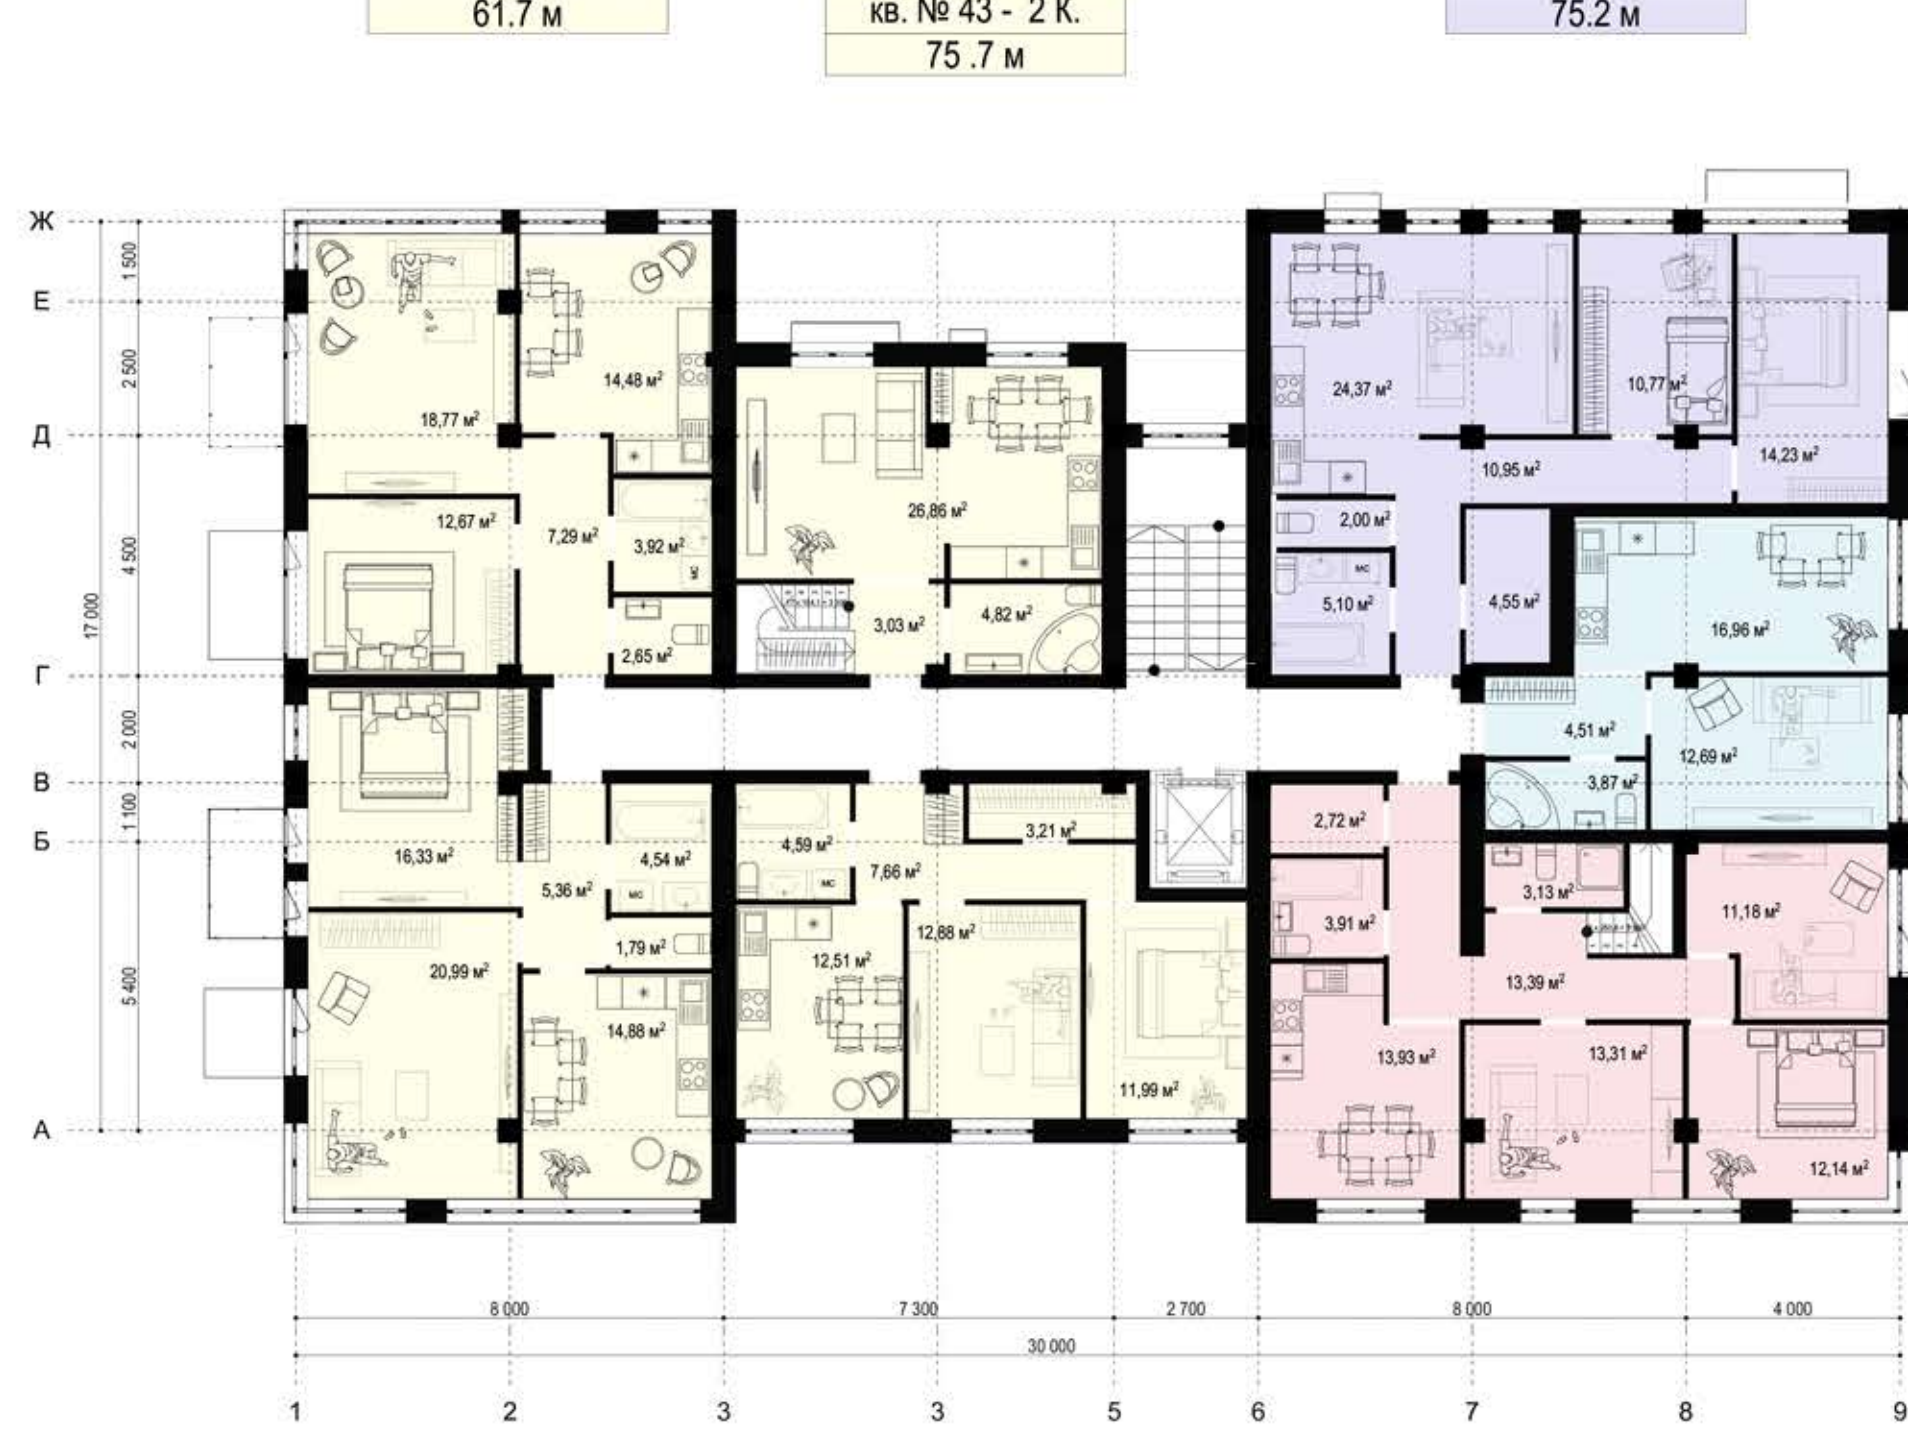 61.7 м
кв. № 43 - 2 К.
75 .7 м
75.2 м
Ж
Е
Д
Г
В
Б
А
1 500
2 500
4 500
2 000
1 100
5 400
17 000
18,77 м²
14,48 м²
12,67 м²
7,29 м²
3,92 м²
МС
2,65 м²
26,86 м²
3,03 м²
4,82 м²
24,37 м²
10,77 м²
14,23 м²
10,95 м²
2,00 м²
МС
5,10 м²
4,55 м²
16,96 м²
4,51 м²
12,69 м²
3,87 м²
16,33 м²
5,36 м²
4,54 м²
МС
1,79 м²
20,99 м²
14,88 м²
4,59 м²
МС
7,66 м²
3,21 м²
12,51 м²
12,88 м²
11,99 м²
2,72 м²
3,91 м²
3,13 м²
11,18 м²
13,39 м²
13,93 м²
13,31 м²
12,14 м²
8 000
7 300
2 700
8 000
4 000
30 000
1
2
3
3
5
6
7
8
9